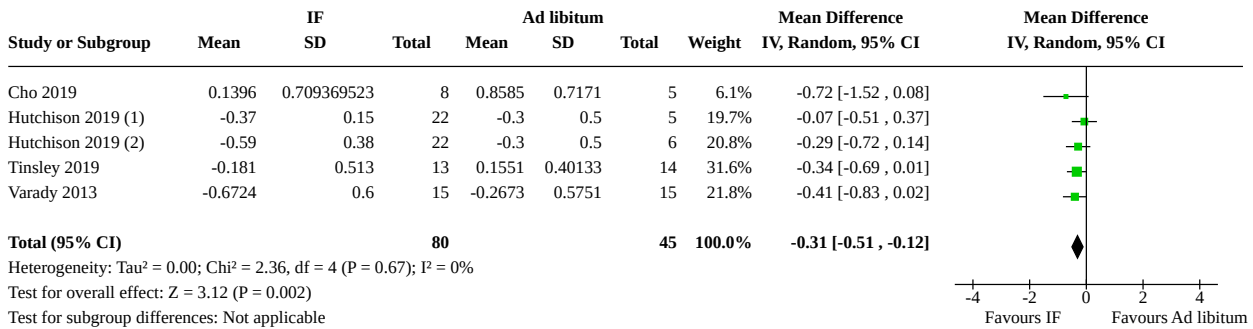 IF Ad libitum Mean Difference Mean Difference
Study or Subgroup Mean SD Total Mean SD Total Weight IV, Random, 95% CI IV, Random, 95% CI
Cho 2019 0.1396 0.709369523 8 0.8585 0.7171 5 6.1% -0.72 [-1.52 , 0.08]
Hutchison 2019 (1) -0.37 0.15 22 -0.3 0.5 5 19.7% -0.07 [-0.51 , 0.37]
Hutchison 2019 (2) -0.59 0.38 22 -0.3 0.5 6 20.8% -0.29 [-0.72 , 0.14]
Tinsley 2019 -0.181 0.513 13 0.1551 0.40133 14 31.6% -0.34 [-0.69 , 0.01]
Varady 2013 -0.6724 0.6 15 -0.2673 0.5751 15 21.8% -0.41 [-0.83 , 0.02]
Total (95% CI) 80 45 100.0% -0.31 [-0.51 , -0.12]
Heterogeneity: Tau² = 0.00; Chi² = 2.36, df = 4 (P = 0.67); I² = 0%
Test for overall effect: Z = 3.12 (P = 0.002)
Test for subgroup differences: Not applicable
-4 -2 0 2 4
Favours IF Favours Ad libitum